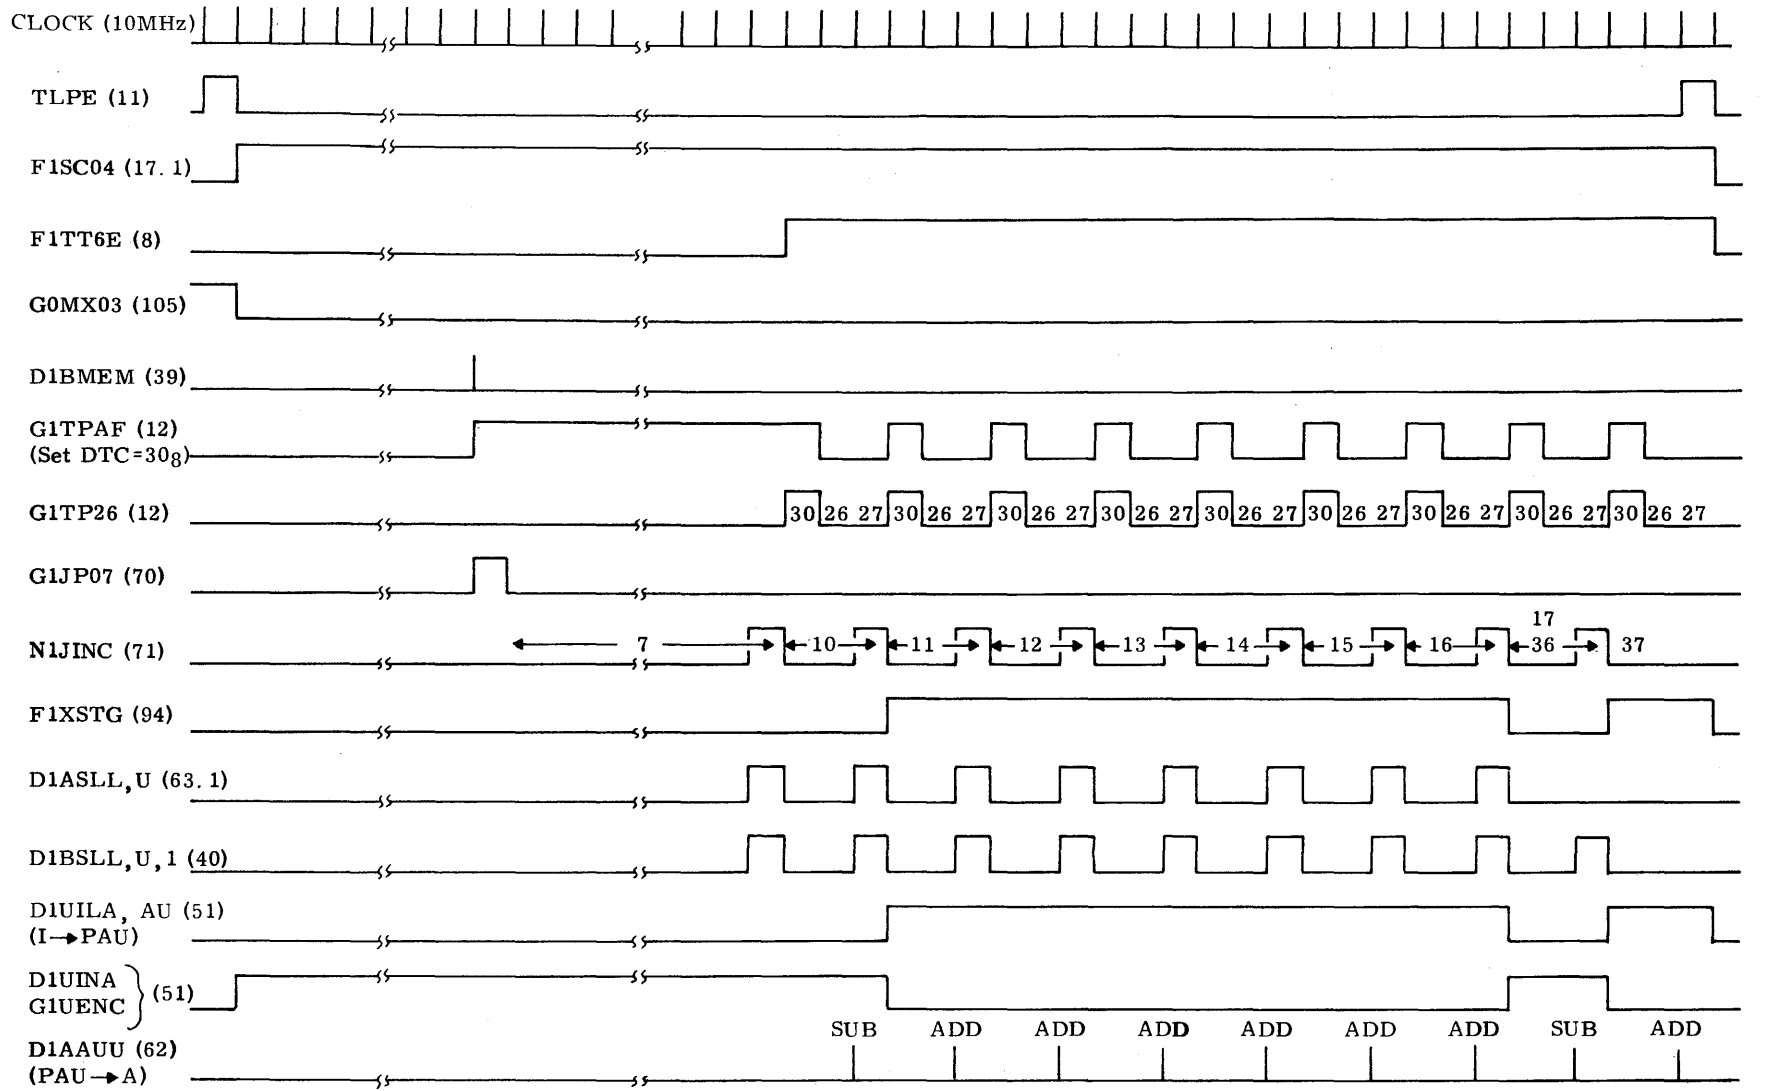 CLOCK (10MHz)
TLPE (11)
F1SC04 (17.1)
F1TT6E (8)
G0MX03 (105)
D1BMEM (39)
G1TPAF (12)
(Set DTC=30₈)
G1TP26 (12)
30 26 27 30 26 27 30 26 27 30 26 27 30 26 27 30 26 27 30 26 27 30 26 27 30 26 27
G1JP07 (70)
17
N1JINC (71) 7 10 11 12 13 14 15 16 36 37
F1XSTG (94)
D1ASLL,U (63.1)
D1BSLL,U,1 (40)
D1UILA, AU (51)
(I→PAU)
D1UINA
G1UENC
(51)
SUB ADD ADD ADD ADD ADD ADD SUB ADD
D1AAUU (62)
(PAU→A)